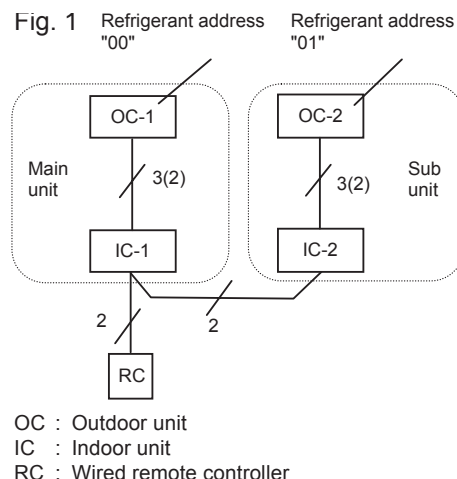 Fig. 1
Refrigerant address "00"
Refrigerant address "01"
OC-1
OC-2
Main unit
3(2)
3(2)
Sub unit
IC-1
IC-2
2
2
RC
OC : Outdoor unit
IC : Indoor unit
RC : Wired remote controller